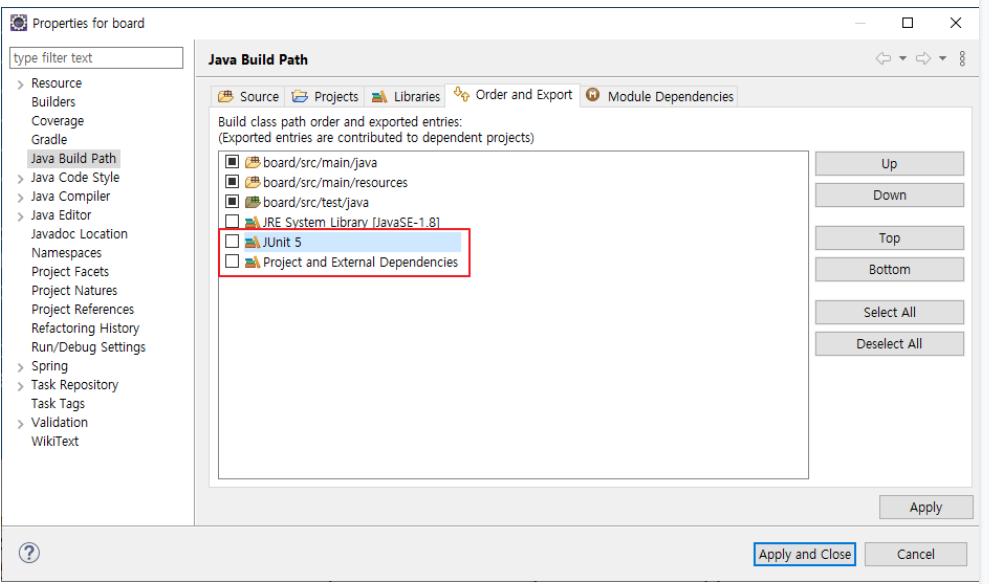 Properties for board
type filter text
Resource
Builders
Coverage
Gradle
Java Build Path
Java Code Style
Java Compiler
Java Editor
Javadoc Location
Namespaces
Project Facets
Project Natures
Project References
Refactoring History
Run/Debug Settings
Spring
Task Repository
Task Tags
Validation
WikiText
Java Build Path
Source Projects Libraries Order and Export M Module Dependencies
Build class path order and exported entries:
(Exported entries are contributed to dependent projects)
board/src/main/java
board/src/main/resources
board/src/test/java
JRE System Library [JavaSE-1.8]
JUnit 5
Project and External Dependencies
Up
Down
Top
Bottom
Select All
Deselect All
Apply
?
Apply and Close Cancel